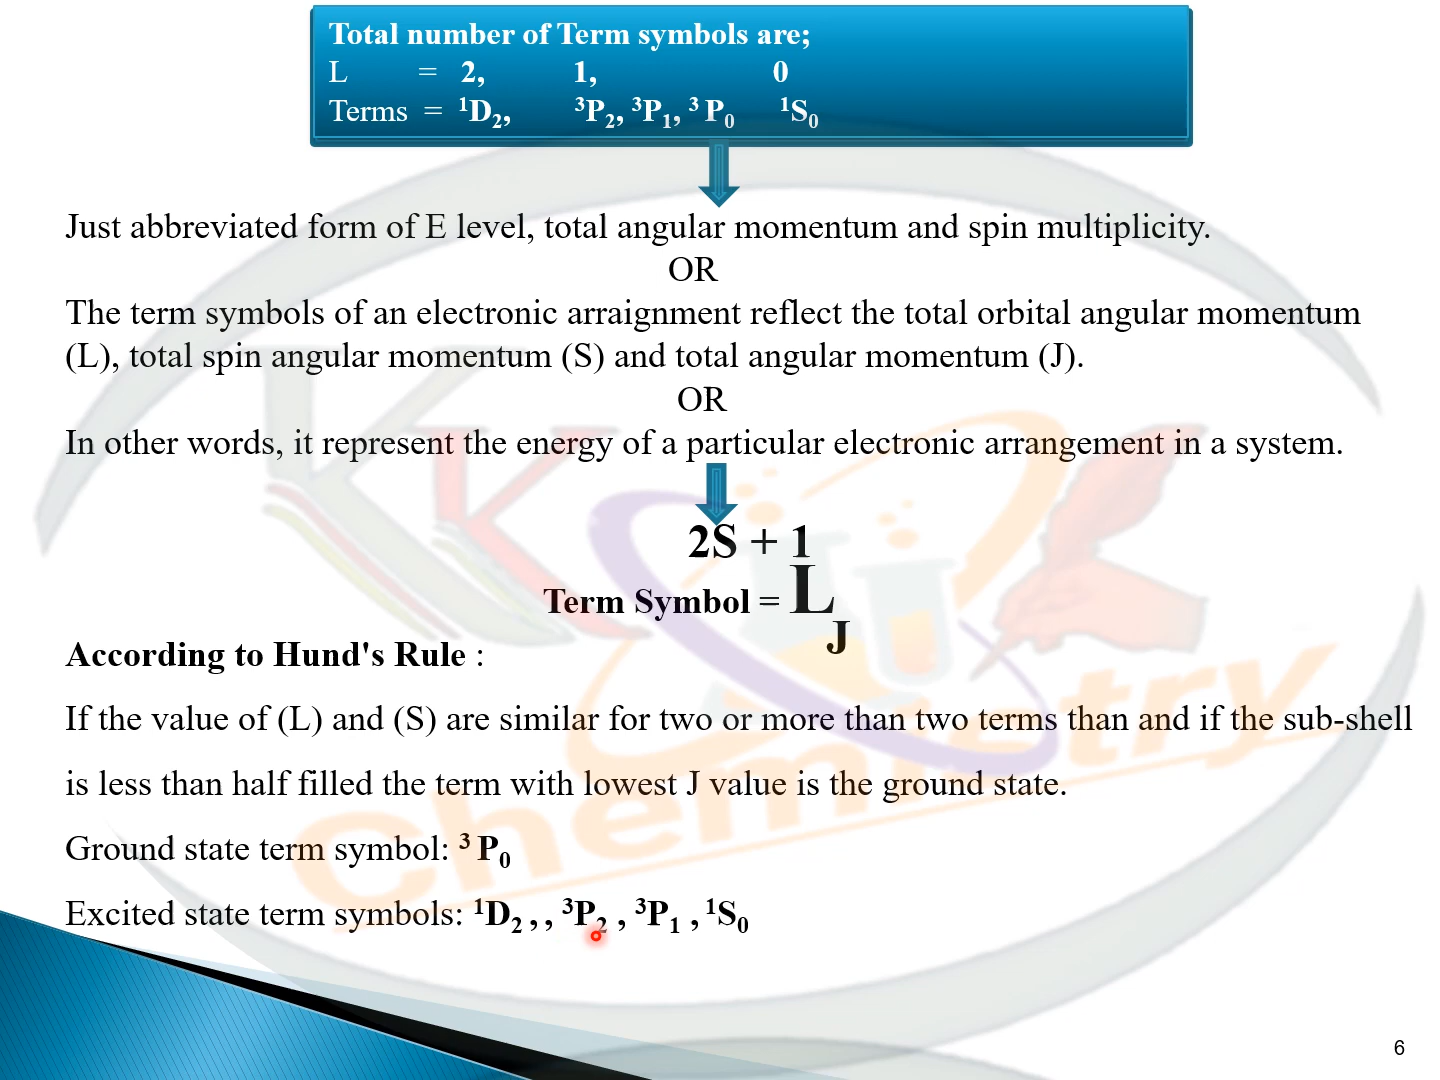 Total number of Term symbols are;
L = 2, 1, 0
Terms = ¹D₂, ³P₂, ³P₁, ³ P₀ ¹S₀
Just abbreviated form of E level, total angular momentum and spin multiplicity.
OR
The term symbols of an electronic arraignment reflect the total orbital angular momentum
(L), total spin angular momentum (S) and total angular momentum (J).
OR
In other words, it represent the energy of a particular electronic arrangement in a system.
2S + 1
Term Symbol = L
J
According to Hund's Rule :
If the value of (L) and (S) are similar for two or more than two terms than and if the sub-shell
is less than half filled the term with lowest J value is the ground state.
Ground state term symbol: ³ P₀
Excited state term symbols: ¹D₂ , , ³P₂ , ³P₁ , ¹S₀
KK
Chemistry
6